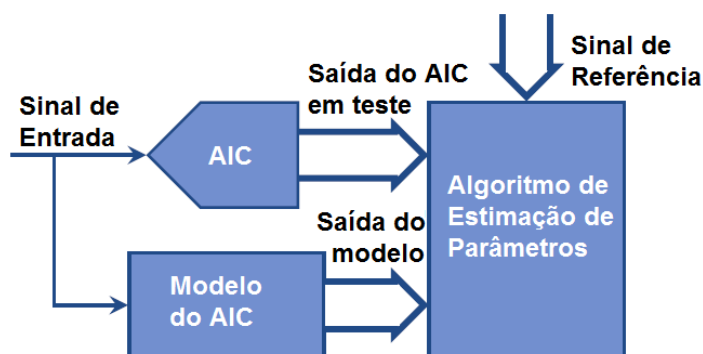 Sinal de
Referência
Saída do AIC
em teste
Sinal de
Entrada
AIC
Algoritmo de
Estimação de
Parâmetros
Saída do
modelo
Modelo
do AIC